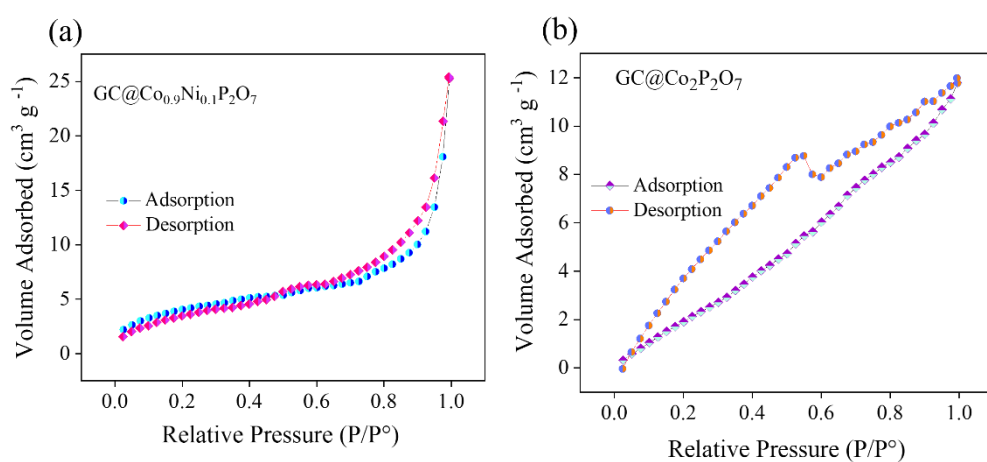 (a)
GC@Co₀.₉Ni₀.₁P₂O₇
Adsorption
Desorption
Volume Adsorbed (cm³ g ⁻¹)
25
20
15
10
5
0
0.0 0.2 0.4 0.6 0.8 1.0
Relative Pressure (P/P°)
(b)
GC@Co₂P₂O₇
Adsorption
Desorption
Volume Adsorbed (cm³ g ⁻¹)
12
10
8
6
4
2
0
0.0 0.2 0.4 0.6 0.8 1.0
Relative Pressure (P/P°)